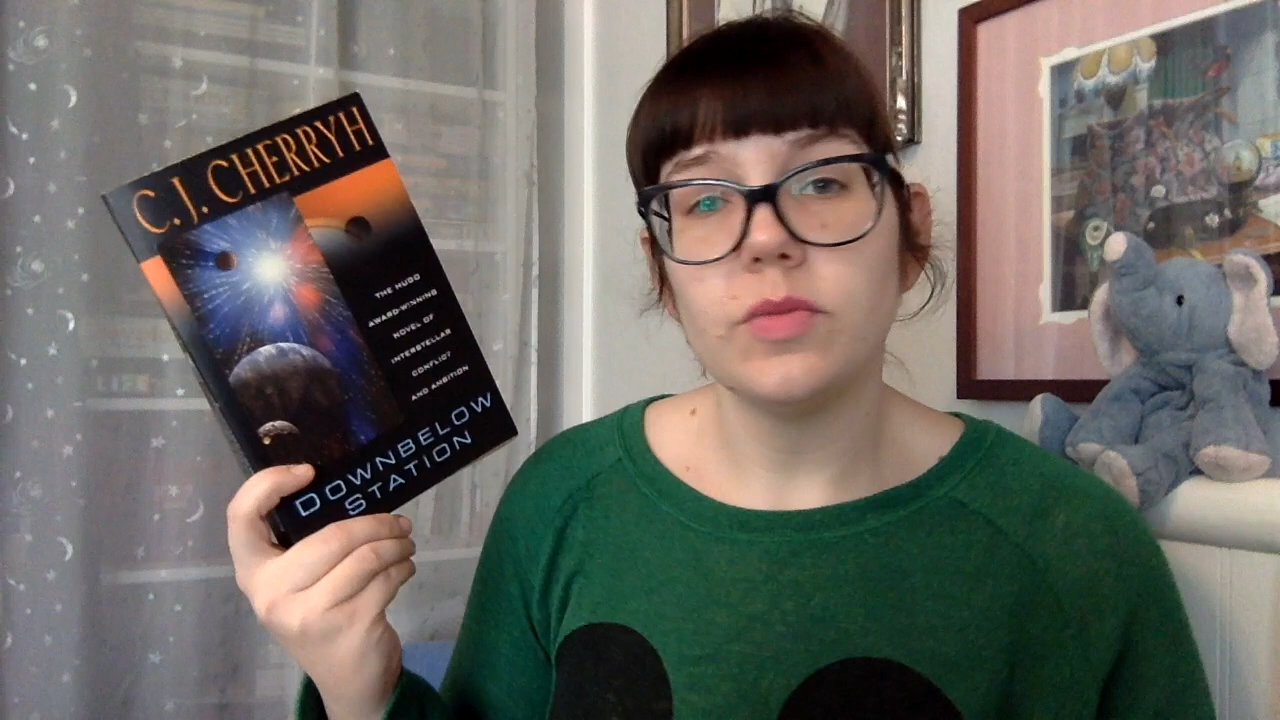 C.J. CHERRYH
THE HUGO
AWARD-WINNING
NOVEL OF
INTERSTELLAR
CONFLICT
AND AMBITION
DOWNBELOW
STATION